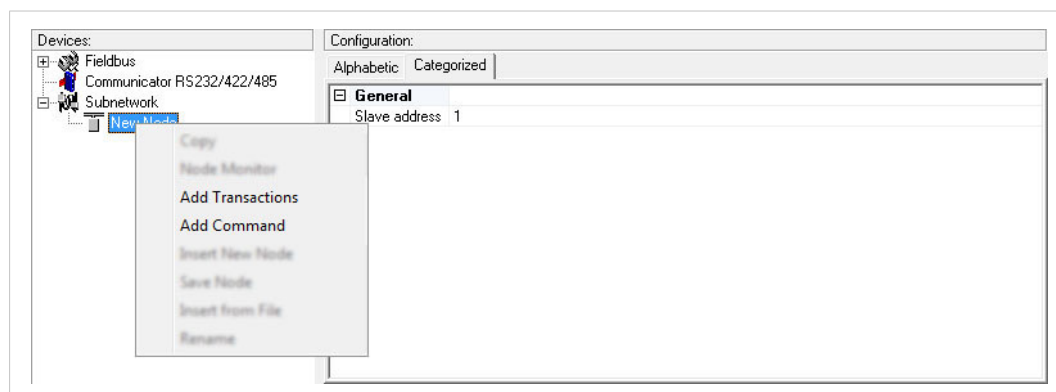 Devices:
Configuration:
Fieldbus
Communicator RS232/422/485
Subnetwork
New Node
Alphabetic Categorized
General
Slave address 1
Copy
Node Monitor
Add Transactions
Add Command
Insert New Node
Save Node
Insert from File
Rename